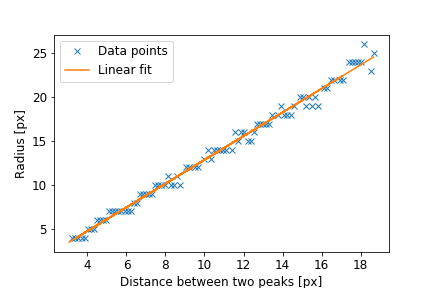 Data points
Linear fit
25
20
15
10
5
Radius [px]
4 6 8 10 12 14 16 18
Distance between two peaks [px]